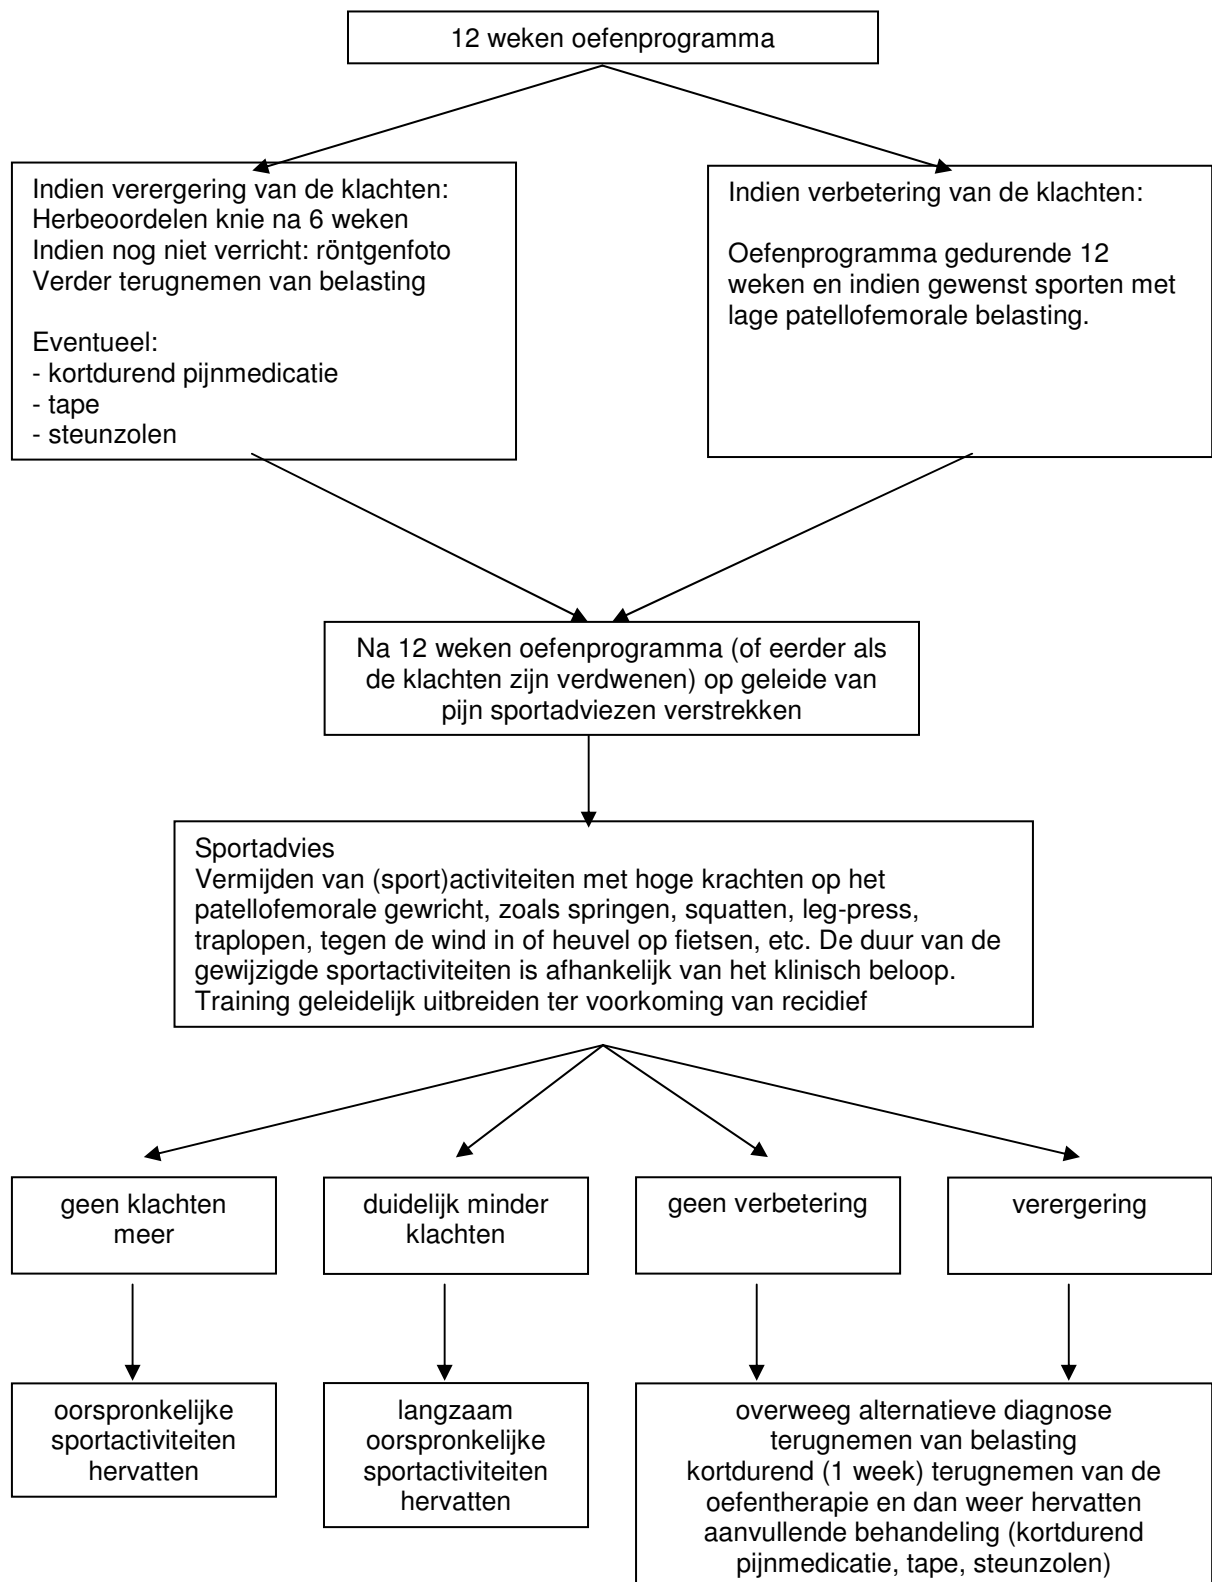 12 weken oefenprogramma
Indien verergering van de klachten:
Herbeoordelen knie na 6 weken
Indien nog niet verricht: röntgenfoto
Verder terugnemen van belasting
Eventueel:
- kortdurend pijnmedicatie
- tape
- steunzolen
Indien verbetering van de klachten:
Oefenprogramma gedurende 12
weken en indien gewenst sporten met
lage patellofemorale belasting.
Na 12 weken oefenprogramma (of eerder als
de klachten zijn verdwenen) op geleide van
pijn sportadviezen verstrekken
Sportadvies
Vermijden van (sport)activiteiten met hoge krachten op het
patellofemorale gewricht, zoals springen, squatten, leg-press,
traplopen, tegen de wind in of heuvel op fietsen, etc. De duur van de
gewijzigde sportactiviteiten is afhankelijk van het klinisch beloop.
Training geleidelijk uitbreiden ter voorkoming van recidief
geen klachten
meer
duidelijk minder
klachten
geen verbetering
verergering
oorspronkelijke
sportactiviteiten
hervatten
langzaam
oorspronkelijke
sportactiviteiten
hervatten
overweeg alternatieve diagnose
terugnemen van belasting
kortdurend (1 week) terugnemen van de
oefentherapie en dan weer hervatten
aanvullende behandeling (kortdurend
pijnmedicatie, tape, steunzolen)